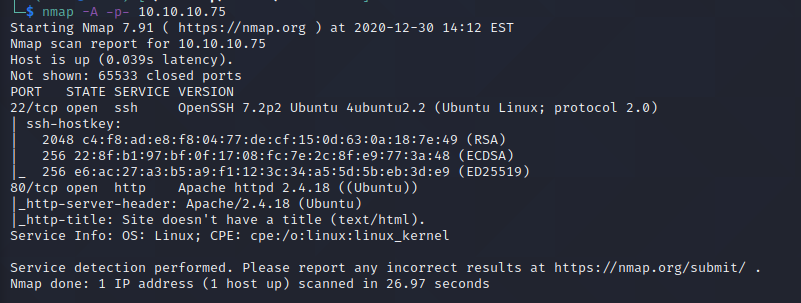 └─$ nmap -A -p- 10.10.10.75
Starting Nmap 7.91 ( https://nmap.org ) at 2020-12-30 14:12 EST
Nmap scan report for 10.10.10.75
Host is up (0.039s latency).
Not shown: 65533 closed ports
PORT   STATE SERVICE VERSION
22/tcp open  ssh     OpenSSH 7.2p2 Ubuntu 4ubuntu2.2 (Ubuntu Linux; protocol 2.0)
| ssh-hostkey:
|   2048 c4:f8:ad:e8:f8:04:77:de:cf:15:0d:63:0a:18:7e:49 (RSA)
|   256 22:8f:b1:97:bf:0f:17:08:fc:7e:2c:8f:e9:77:3a:48 (ECDSA)
|_  256 e6:ac:27:a3:b5:a9:f1:12:3c:34:a5:5d:5b:eb:3d:e9 (ED25519)
80/tcp open  http    Apache httpd 2.4.18 ((Ubuntu))
|_http-server-header: Apache/2.4.18 (Ubuntu)
|_http-title: Site doesn't have a title (text/html).
Service Info: OS: Linux; CPE: cpe:/o:linux:linux_kernel

Service detection performed. Please report any incorrect results at https://nmap.org/submit/ .
Nmap done: 1 IP address (1 host up) scanned in 26.97 seconds